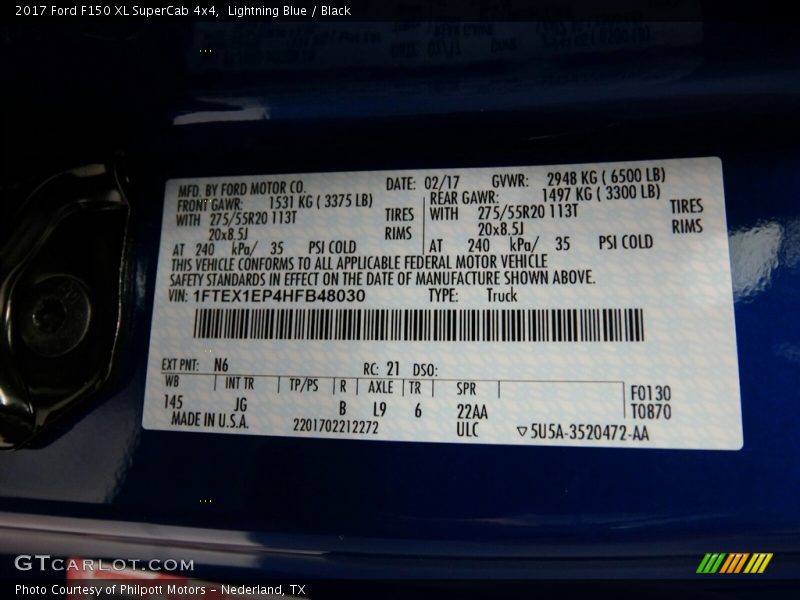 2017 Ford F150 XL SuperCab 4x4, Lightning Blue / Black
MFD. BY FORD MOTOR CO. DATE: 02/17 GVWR: 2948 KG ( 6500 LB)
FRONT GAWR: 1531 KG ( 3375 LB) REAR GAWR: 1497 KG ( 3300 LB)
WITH 275/55R20 113T TIRES WITH 275/55R20 113T TIRES
20x8.5J RIMS 20x8.5J RIMS
AT 240 kPa/ 35 PSI COLD AT 240 kPa/ 35 PSI COLD
THIS VEHICLE CONFORMS TO ALL APPLICABLE FEDERAL MOTOR VEHICLE
SAFETY STANDARDS IN EFFECT ON THE DATE OF MANUFACTURE SHOWN ABOVE.
VIN: 1FTEX1EP4HFB48030 TYPE: Truck
EXT PNT: N6 RC: 21 DSO:
WB INT TR TP/PS R AXLE TR SPR F0130
145 JG B L9 6 22AA T0870
MADE IN U.S.A. 2201702212272 ULC ▽5U5A-3520472-AA
GTCARLOT.COM
Photo Courtesy of Philpott Motors - Nederland, TX